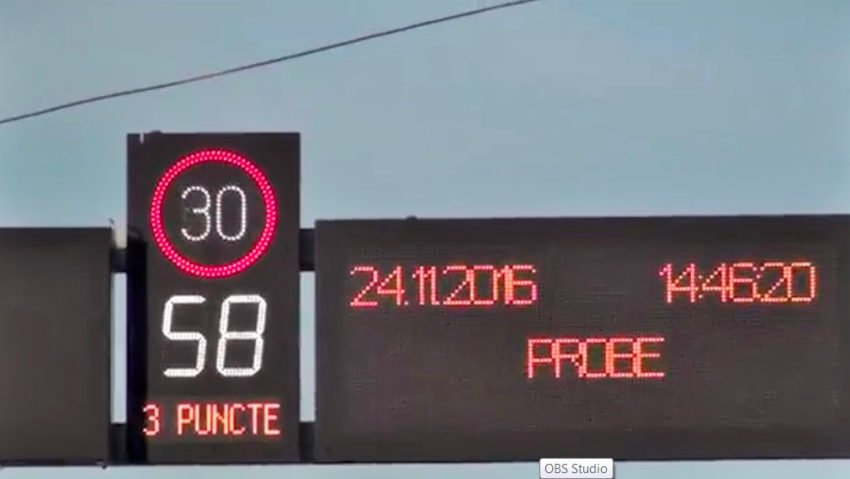 30
58
3 PUNCTE
24.11.2016 14:46:20
PROBE
OBS Studio